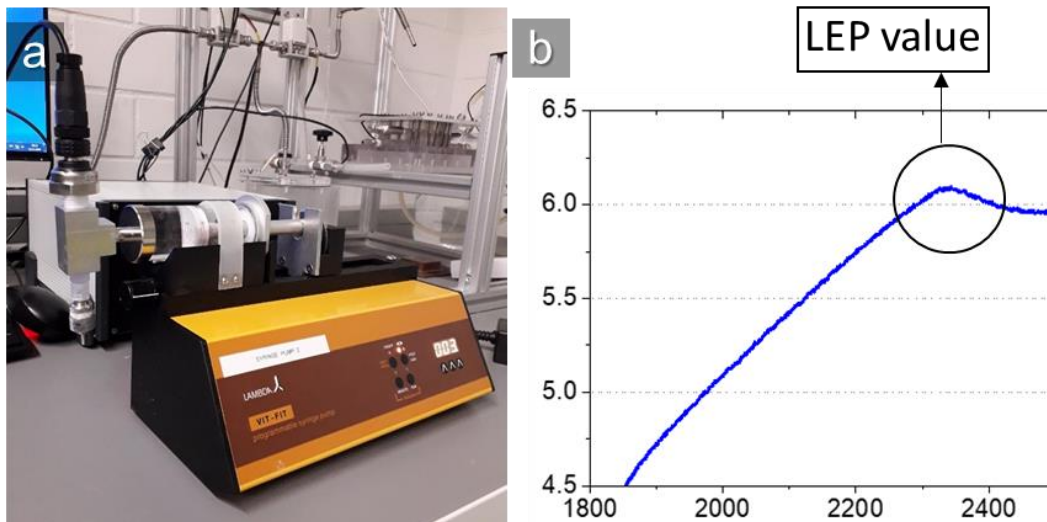 a
SYRINGE PUMP 2
003
LAMBDA
VIT-FIT
programmable syringe pump
b
LEP value
6.5
6.0
5.5
5.0
4.5
1800
2000
2200
2400